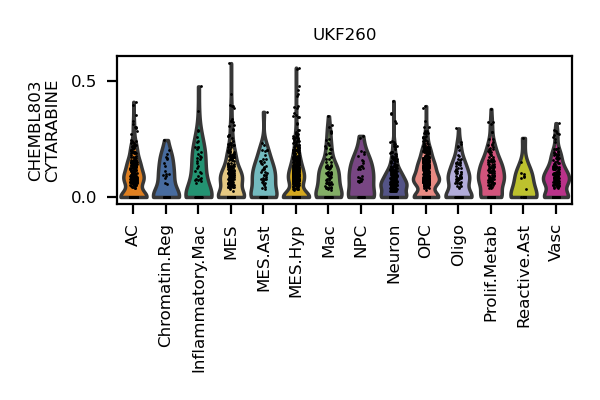 UKF260
CHEMBL803
CYTARABINE
0.5
0.0
AC
Chromatin.Reg
Inflammatory.Mac
MES
MES.Ast
MES.Hyp
Mac
NPC
Neuron
OPC
Oligo
Prolif.Metab
Reactive.Ast
Vasc